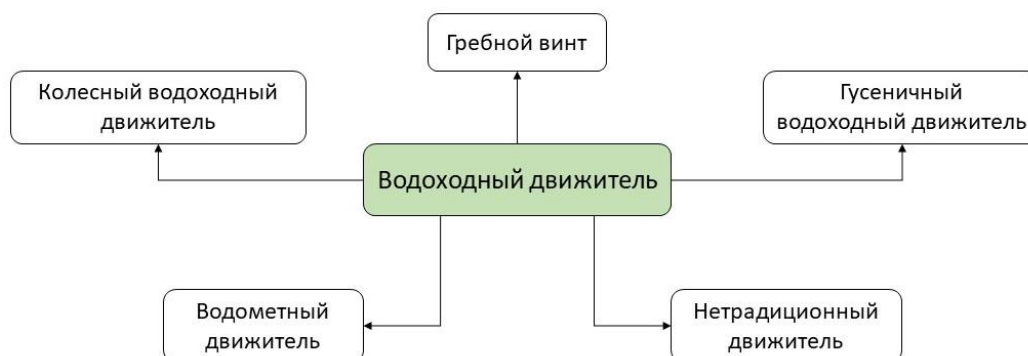 Гребной винт
Колесный водоходный
движитель
Гусеничный
водоходный движитель
Водоходный движитель
Водометный
движитель
Нетрадиционный
движитель